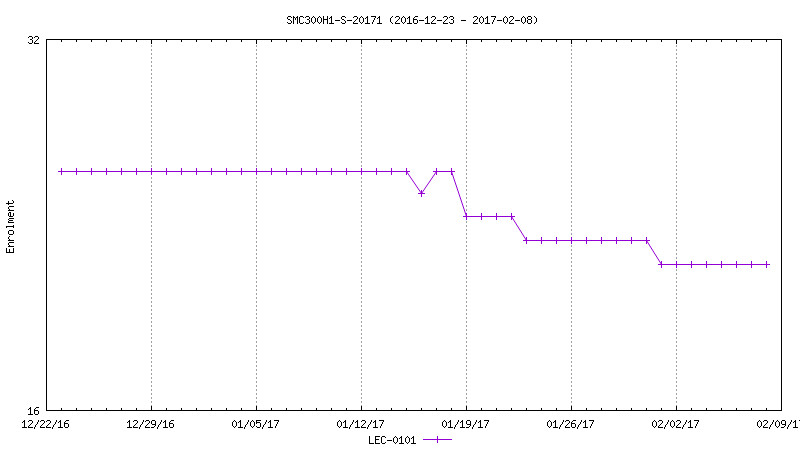 SMC300H1-S-20171 (2016-12-23 - 2017-02-08)
32
Enrolment
16
12/22/16 12/29/16 01/05/17 01/12/17 01/19/17 01/26/17 02/02/17 02/09/1
LEC-0101